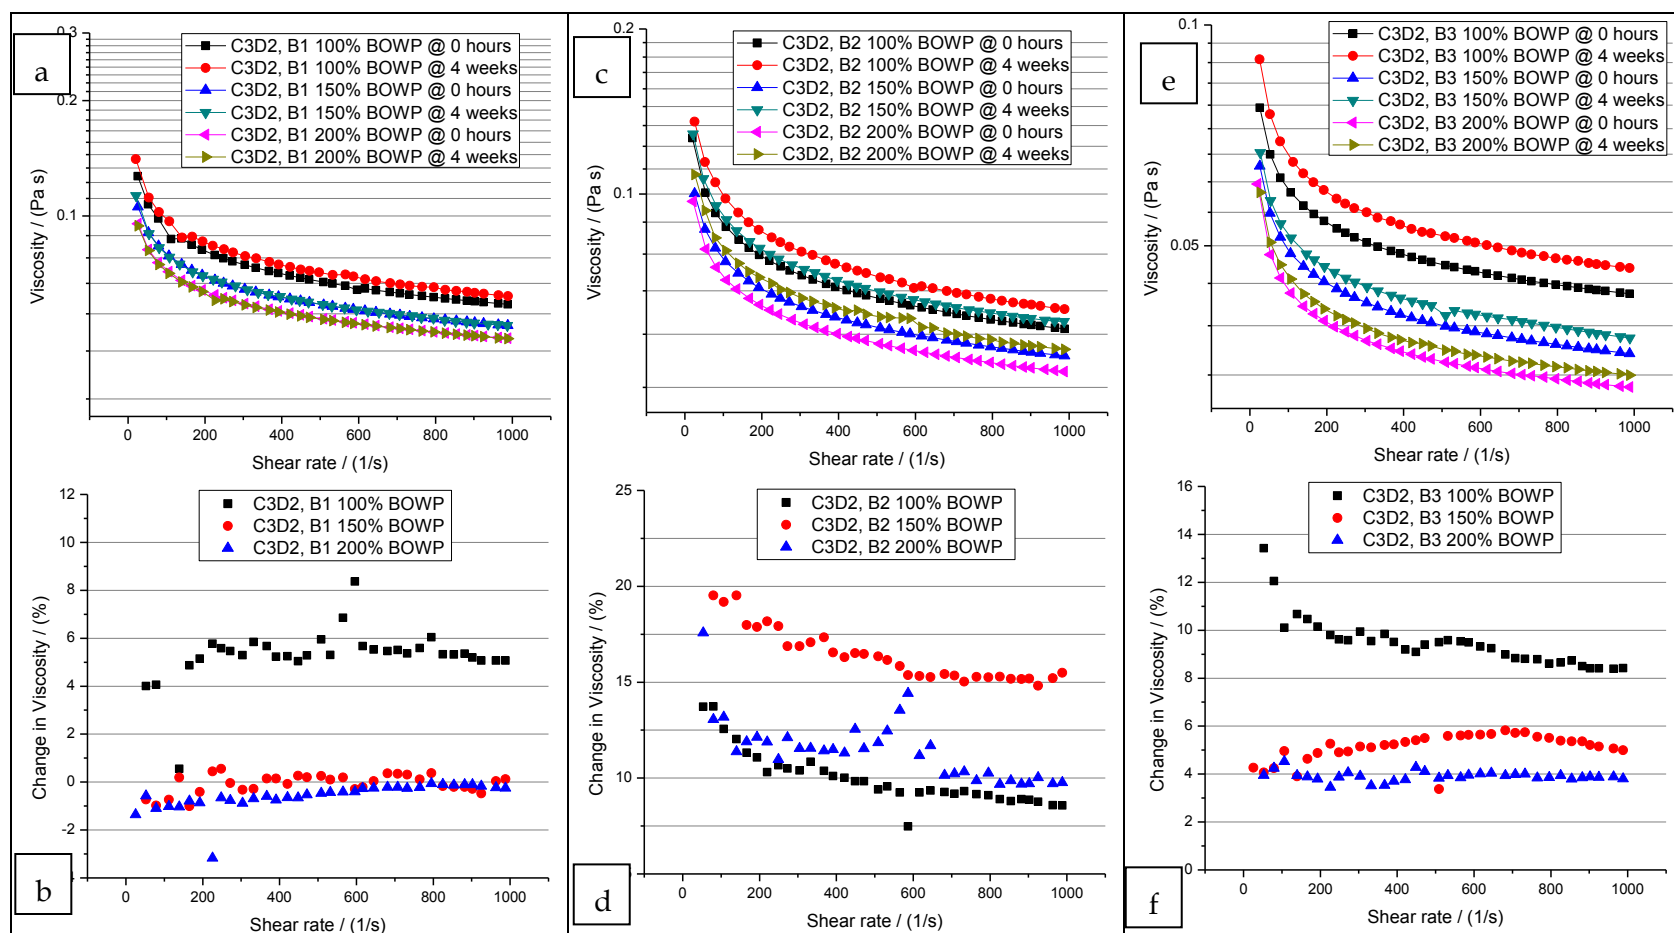 a
0.3
0.2
0.1
Viscosity / (Pa s)
C3D2, B1 100% BOWP @ 0 hours
C3D2, B1 100% BOWP @ 4 weeks
C3D2, B1 150% BOWP @ 0 hours
C3D2, B1 150% BOWP @ 4 weeks
C3D2, B1 200% BOWP @ 0 hours
C3D2, B1 200% BOWP @ 4 weeks
0 200 400 600 800 1000
Shear rate / (1/s)
c
0.2
0.1
Viscosity / (Pa s)
C3D2, B2 100% BOWP @ 0 hours
C3D2, B2 100% BOWP @ 4 weeks
C3D2, B2 150% BOWP @ 0 hours
C3D2, B2 150% BOWP @ 4 weeks
C3D2, B2 200% BOWP @ 0 hours
C3D2, B2 200% BOWP @ 4 weeks
0 200 400 600 800 1000
Shear rate / (1/s)
e
0.1
0.05
Viscosity / (Pa s)
C3D2, B3 100% BOWP @ 0 hours
C3D2, B3 100% BOWP @ 4 weeks
C3D2, B3 150% BOWP @ 0 hours
C3D2, B3 150% BOWP @ 4 weeks
C3D2, B3 200% BOWP @ 0 hours
C3D2, B3 200% BOWP @ 4 weeks
0 200 400 600 800 1000
Shear rate / (1/s)
b
12
10
8
6
4
2
0
-2
Change in Viscosity / (%)
C3D2, B1 100% BOWP
C3D2, B1 150% BOWP
C3D2, B1 200% BOWP
0 200 400 600 800 1000
Shear rate / (1/s)
d
25
20
15
10
Change in Viscosity / (%)
C3D2, B2 100% BOWP
C3D2, B2 150% BOWP
C3D2, B2 200% BOWP
0 200 400 600 800 1000
Shear rate / (1/s)
f
16
14
12
10
8
6
4
2
0
Change in Viscosity / (%)
C3D2, B3 100% BOWP
C3D2, B3 150% BOWP
C3D2, B3 200% BOWP
0 200 400 600 800 1000
Shear rate / (1/s)